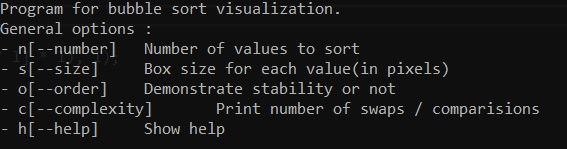 Program for bubble sort visualization.
General options :
- n[--number]   Number of values to sort
- s[--size]     Box size for each value(in pixels)
- o[--order]    Demonstrate stability or not
- c[--complexity]       Print number of swaps / comparisions
- h[--help]     Show help